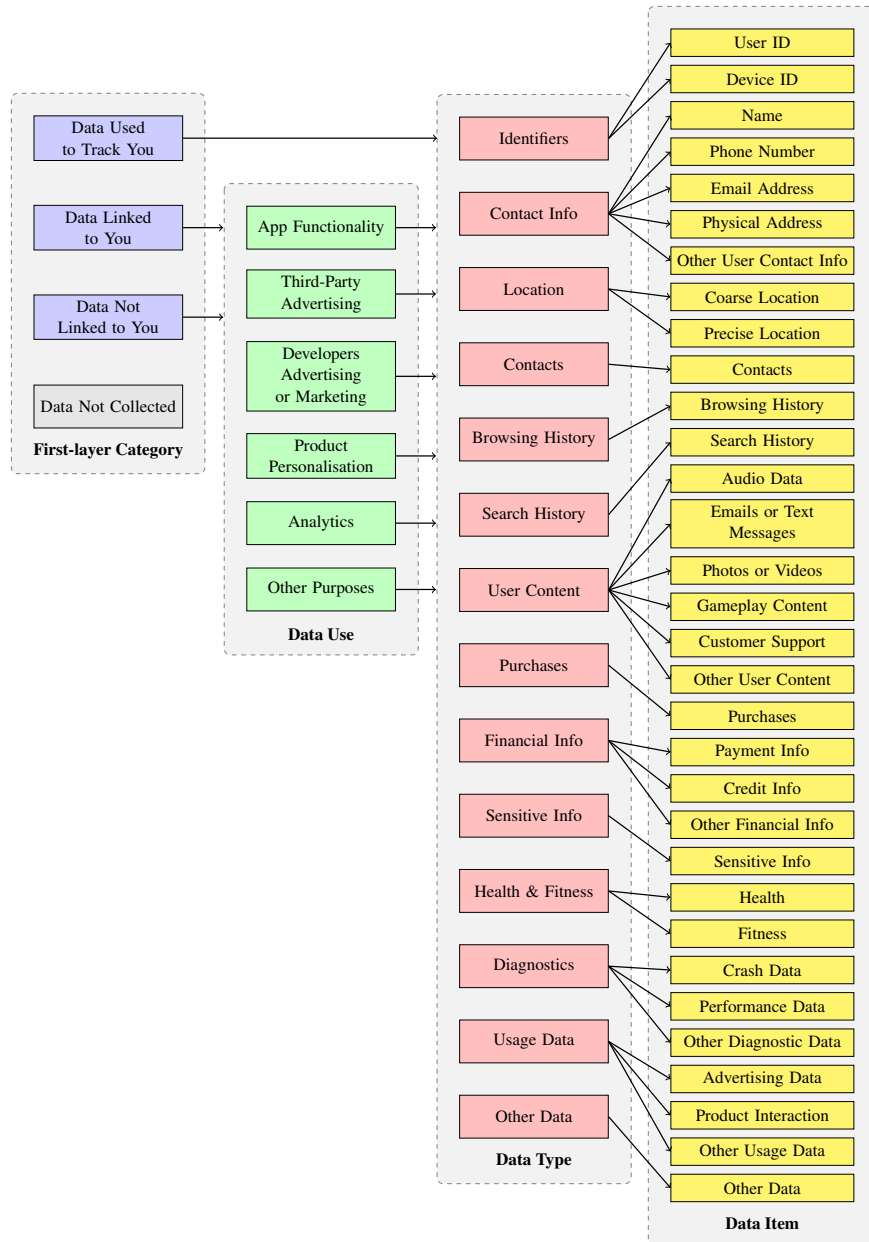 Data Used
to Track You
Data Linked
to You
Data Not
Linked to You
Data Not Collected
First-layer Category
App Functionality
Third-Party
Advertising
Developers
Advertising
or Marketing
Product
Personalisation
Analytics
Other Purposes
Data Use
Identifiers
Contact Info
Location
Contacts
Browsing History
Search History
User Content
Purchases
Financial Info
Sensitive Info
Health & Fitness
Diagnostics
Usage Data
Other Data
Data Type
User ID
Device ID
Name
Phone Number
Email Address
Physical Address
Other User Contact Info
Coarse Location
Precise Location
Contacts
Browsing History
Search History
Audio Data
Emails or Text
Messages
Photos or Videos
Gameplay Content
Customer Support
Other User Content
Purchases
Payment Info
Credit Info
Other Financial Info
Sensitive Info
Health
Fitness
Crash Data
Performance Data
Other Diagnostic Data
Advertising Data
Product Interaction
Other Usage Data
Other Data
Data Item